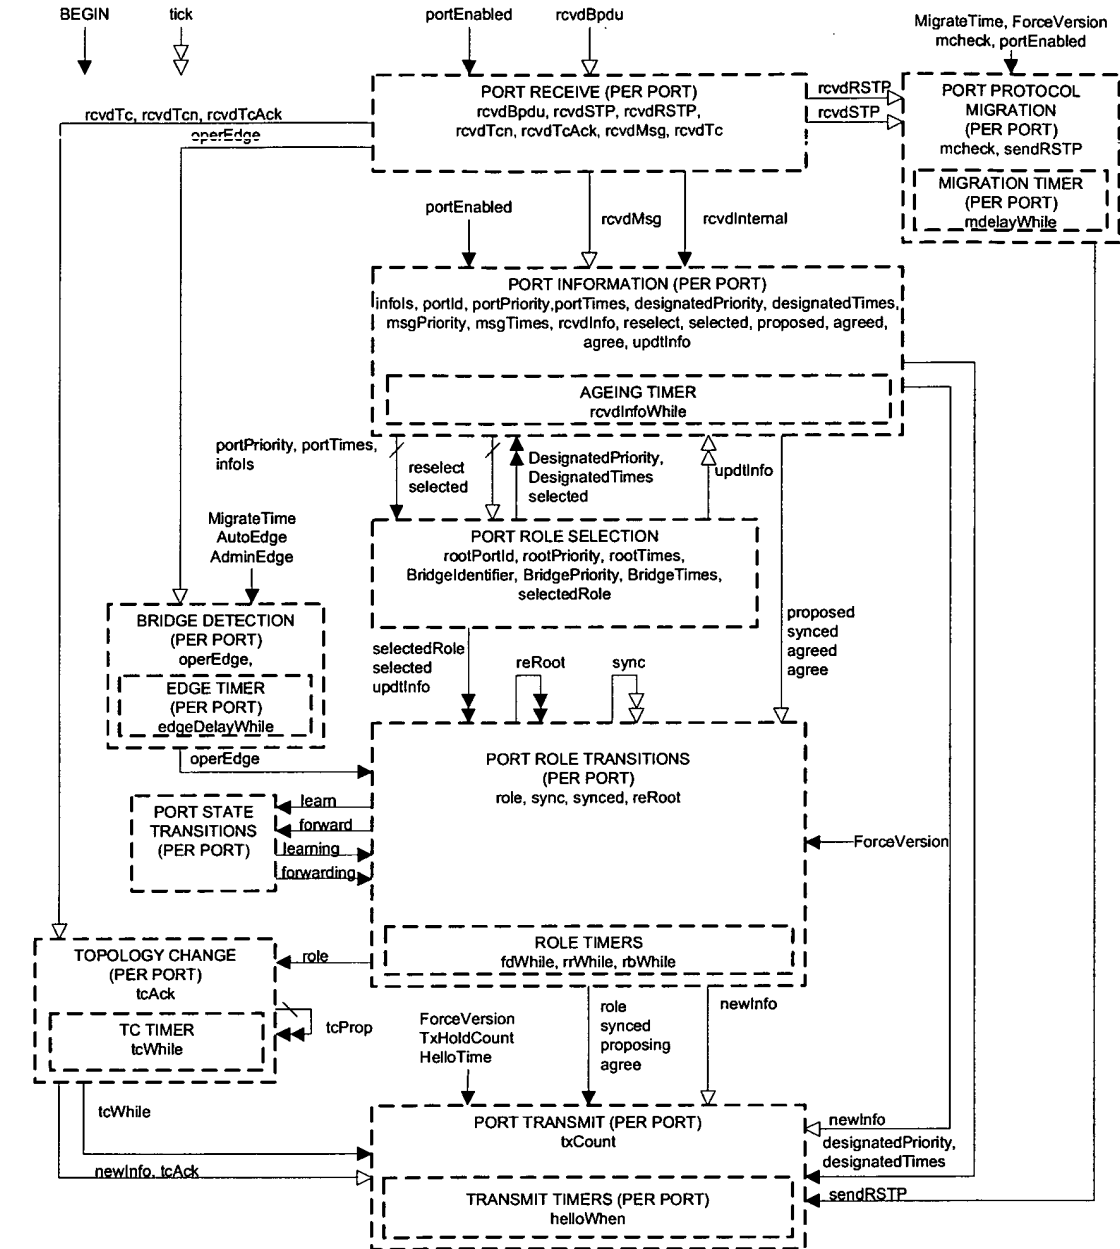 BEGIN
tick
portEnabled
rcvdBpdu
MigrateTime, ForceVersion
mcheck, portEnabled
PORT RECEIVE (PER PORT)
rcvdBpdu, rcvdSTP, rcvdRSTP,
rcvdTcn, rcvdTcAck, rcvdMsg, rcvdTc
rcvdRSTP
rcvdSTP
PORT PROTOCOL
MIGRATION
(PER PORT)
mcheck, sendRSTP
MIGRATION TIMER
(PER PORT)
mdelayWhile
rcvdTc, rcvdTcn, rcvdTcAck
operEdge
portEnabled
rcvdMsg
rcvdInternal
PORT INFORMATION (PER PORT)
infoIs, portId, portPriority,portTimes, designatedPriority, designatedTimes,
msgPriority, msgTimes, rcvdInfo, reselect, selected, proposed, agreed,
agree, updtInfo
AGEING TIMER
rcvdInfoWhile
portPriority, portTimes,
infoIs
reselect
selected
DesignatedPriority,
DesignatedTimes
selected
updtInfo
MigrateTime
AutoEdge
AdminEdge
PORT ROLE SELECTION
rootPortId, rootPriority, rootTimes,
BridgeIdentifier, BridgePriority, BridgeTimes,
selectedRole
BRIDGE DETECTION
(PER PORT)
operEdge,
EDGE TIMER
(PER PORT)
edgeDelayWhile
operEdge
selectedRole
selected
updtInfo
reRoot
sync
proposed
synced
agreed
agree
PORT ROLE TRANSITIONS
(PER PORT)
role, sync, synced, reRoot
PORT STATE
TRANSITIONS
(PER PORT)
learn
forward
learning
forwarding
ForceVersion
ROLE TIMERS
fdWhile, rrWhile, rbWhile
TOPOLOGY CHANGE
(PER PORT)
tcAck
TC TIMER
tcWhile
role
tcProp
ForceVersion
TxHoldCount
HelloTime
role
synced
proposing
agree
newInfo
tcWhile
newInfo, tcAck
PORT TRANSMIT (PER PORT)
txCount
TRANSMIT TIMERS (PER PORT)
helloWhen
newInfo
designatedPriority,
designatedTimes
sendRSTP